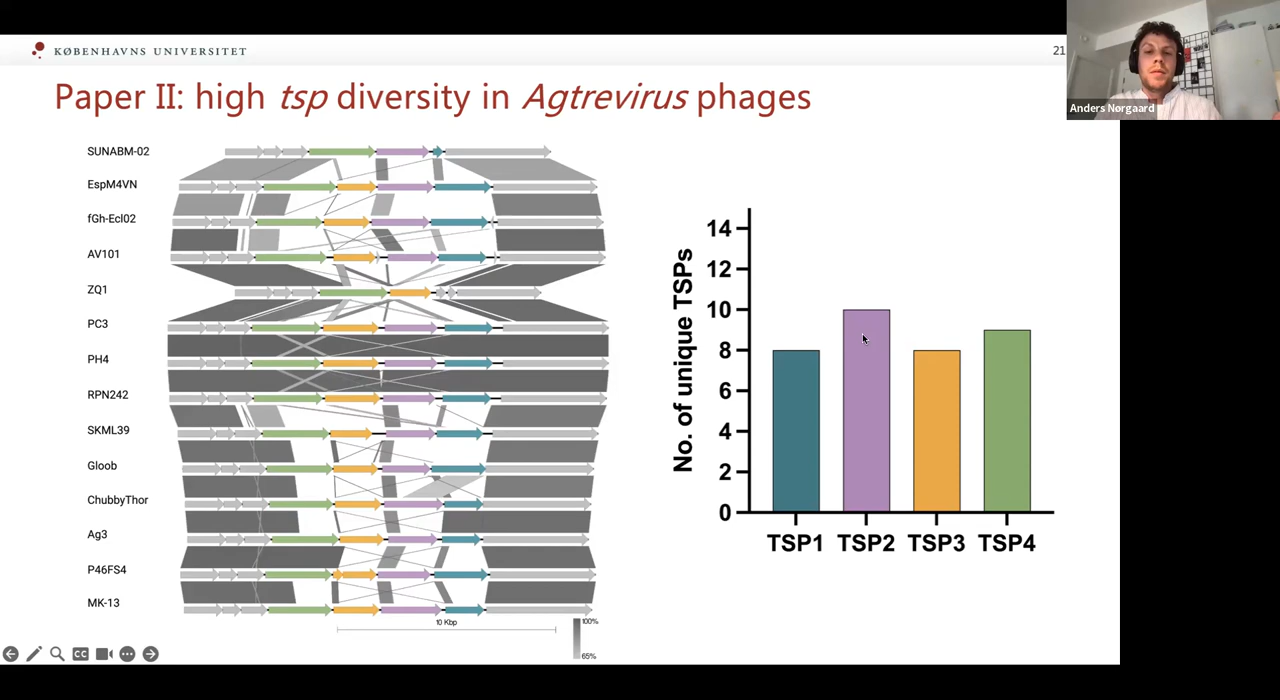 KØBENHAVNS UNIVERSITET
21
Anders Nørgaard
Paper II: high tsp diversity in Agtrevirus phages
SUNABM-02
EspM4VN
fGh-Ecl02
AV101
ZQ1
PC3
PH4
RPN242
SKML39
Gloob
ChubbyThor
Ag3
P46FS4
MK-13
10 Kbp
100%
65%
No. of unique TSPs
14
12
10
8
6
4
2
0
TSP1 TSP2 TSP3 TSP4
CC